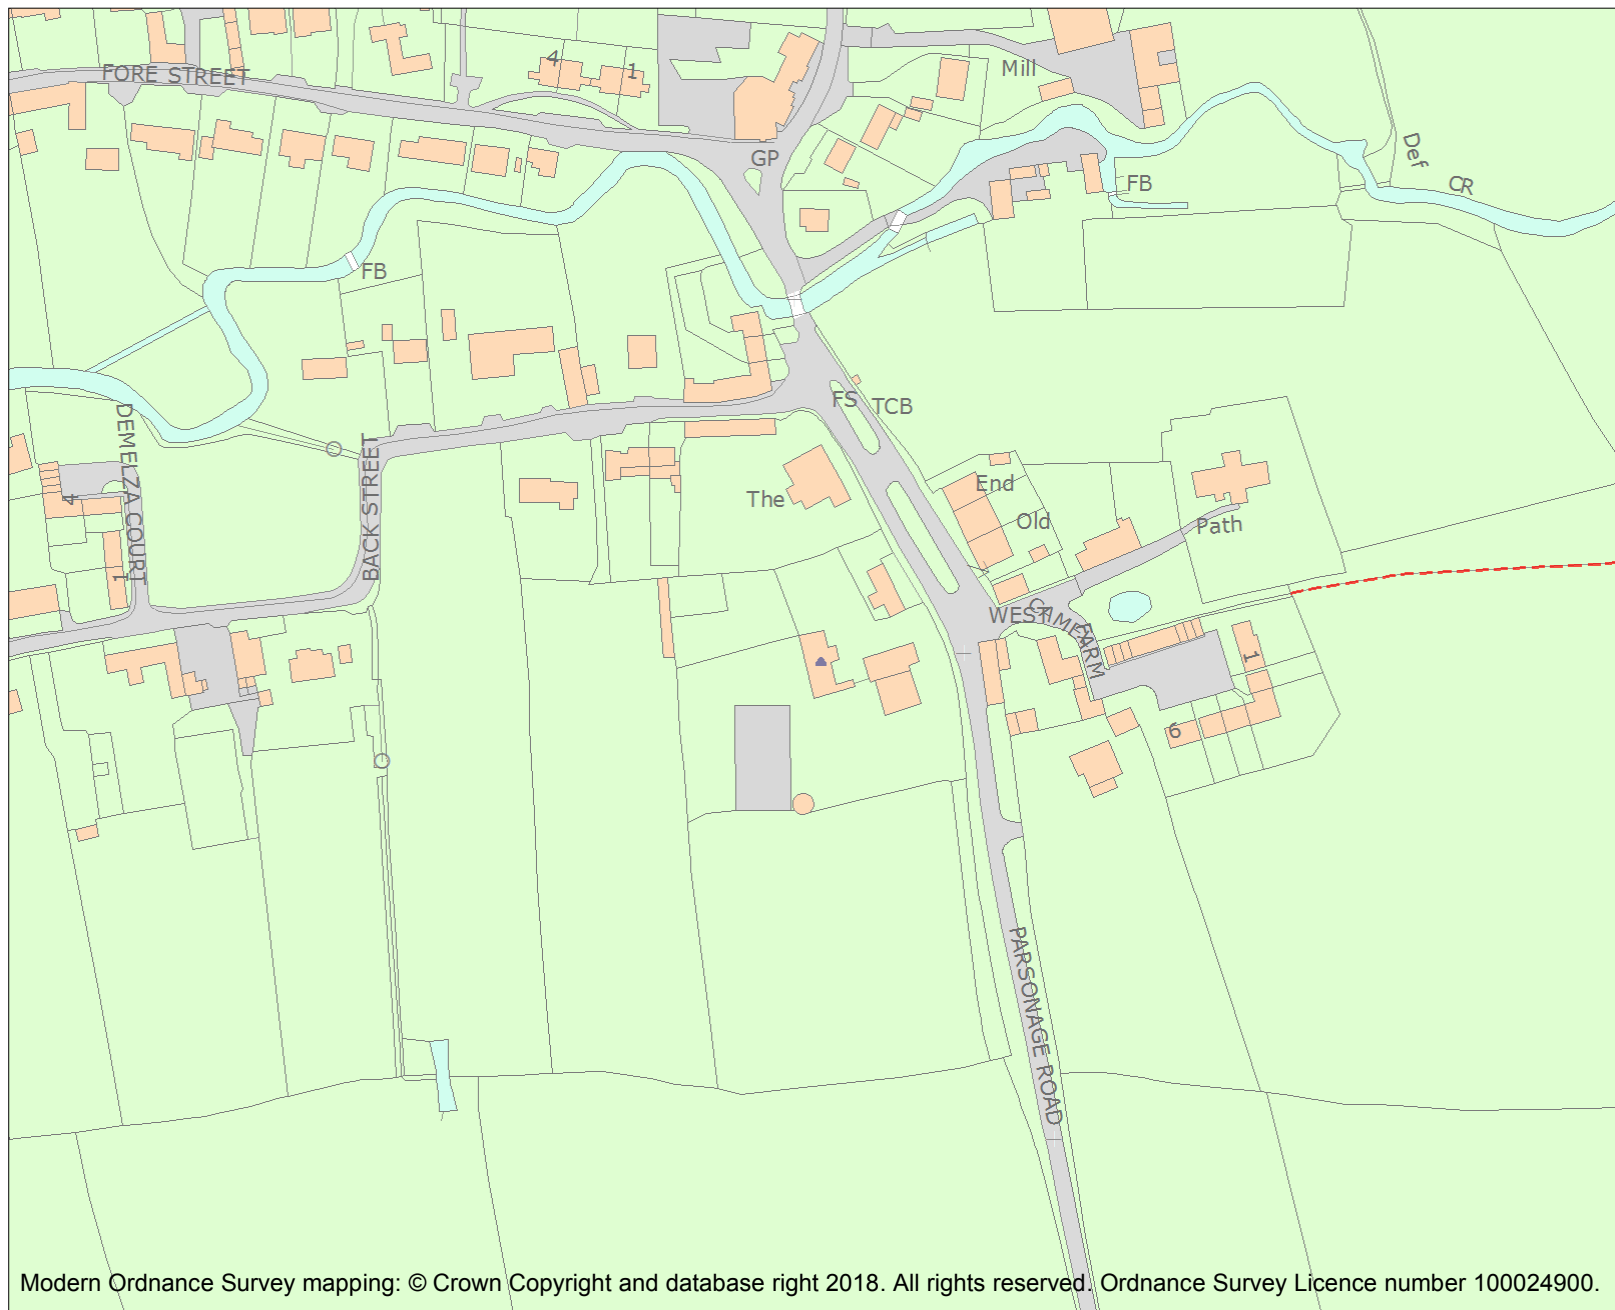 FORE STREET
4
1
Mill
GP
Def
CR
FB
FB
FS
TCB
DEMELZA COURT
BACK STREET
4
1
The
End
Old
Path
WEST
FARM
1
6
PARSONAGE ROAD
Modern Ordnance Survey mapping: © Crown Copyright and database right 2018. All rights reserved. Ordnance Survey Licence number 100024900.